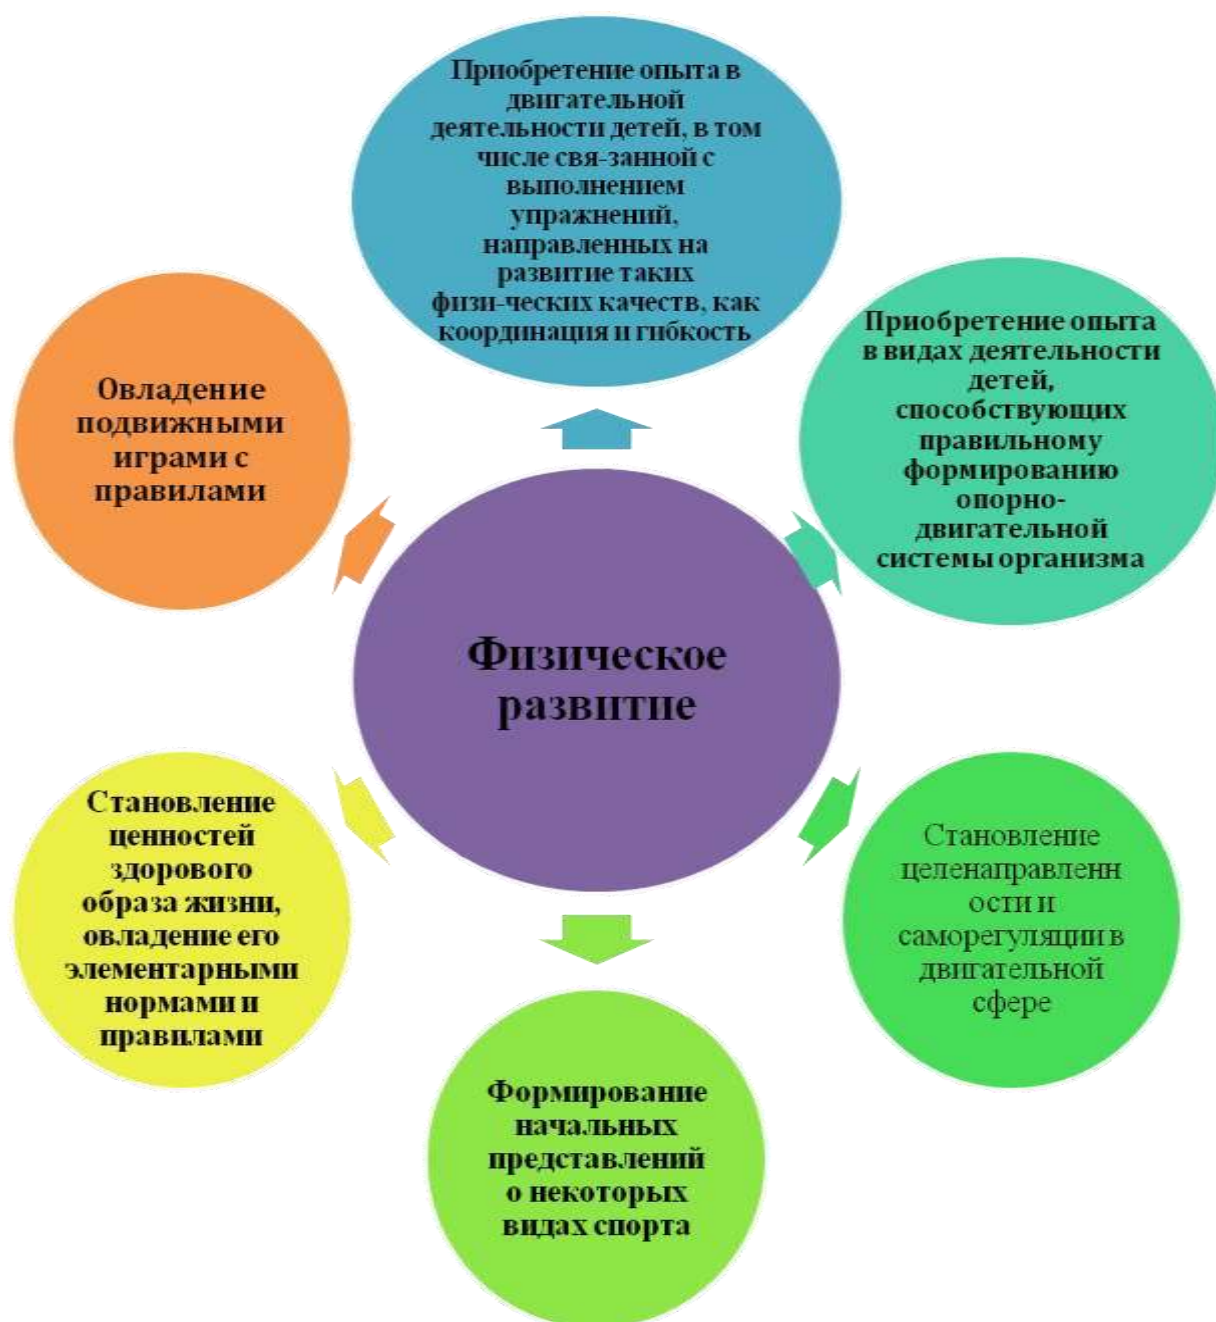 Приобретение опыта в
двигательной
деятельности детей, в том
числе свя-занной с
выполнением
упражнений,
направленных на
развитие таких
физи-ческих качеств, как
координация и гибкость
Приобретение опыта
в видах деятельности
детей,
способствующих
правильному
формированию
опорно-
двигательной
системы организма
Овладение
подвижными
играми с
правилами
Физическое
развитие
Становление
ценностей
здорового
образа жизни,
овладение его
элементарными
нормами и
правилами
Становление
целенаправленн
ости и
саморегуляции в
двигательной
сфере
Формирование
начальных
представлений
о некоторых
видах спорта